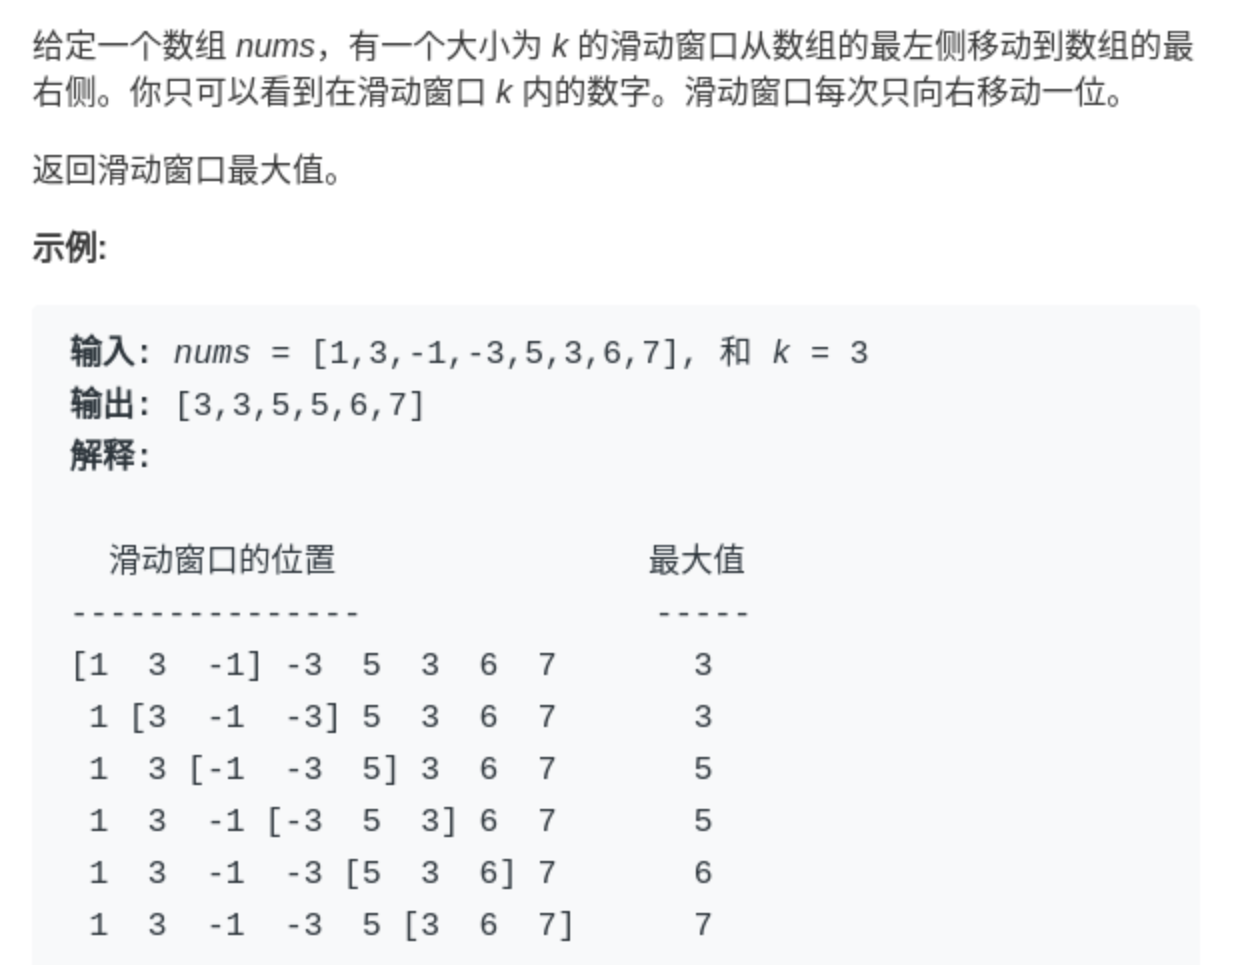 给定一个数组 nums，有一个大小为 k 的滑动窗口从数组的最左侧移动到数组的最
右侧。你只可以看到在滑动窗口 k 内的数字。滑动窗口每次只向右移动一位。
返回滑动窗口最大值。
示例:
输入: nums = [1,3,-1,-3,5,3,6,7], 和 k = 3
输出: [3,3,5,5,6,7]
解释:
滑动窗口的位置                最大值
---------------               -----
[1  3  -1] -3  5  3  6  7       3
 1 [3  -1  -3] 5  3  6  7       3
 1  3 [-1  -3  5] 3  6  7       5
 1  3  -1 [-3  5  3] 6  7       5
 1  3  -1  -3 [5  3  6] 7       6
 1  3  -1  -3  5 [3  6  7]      7